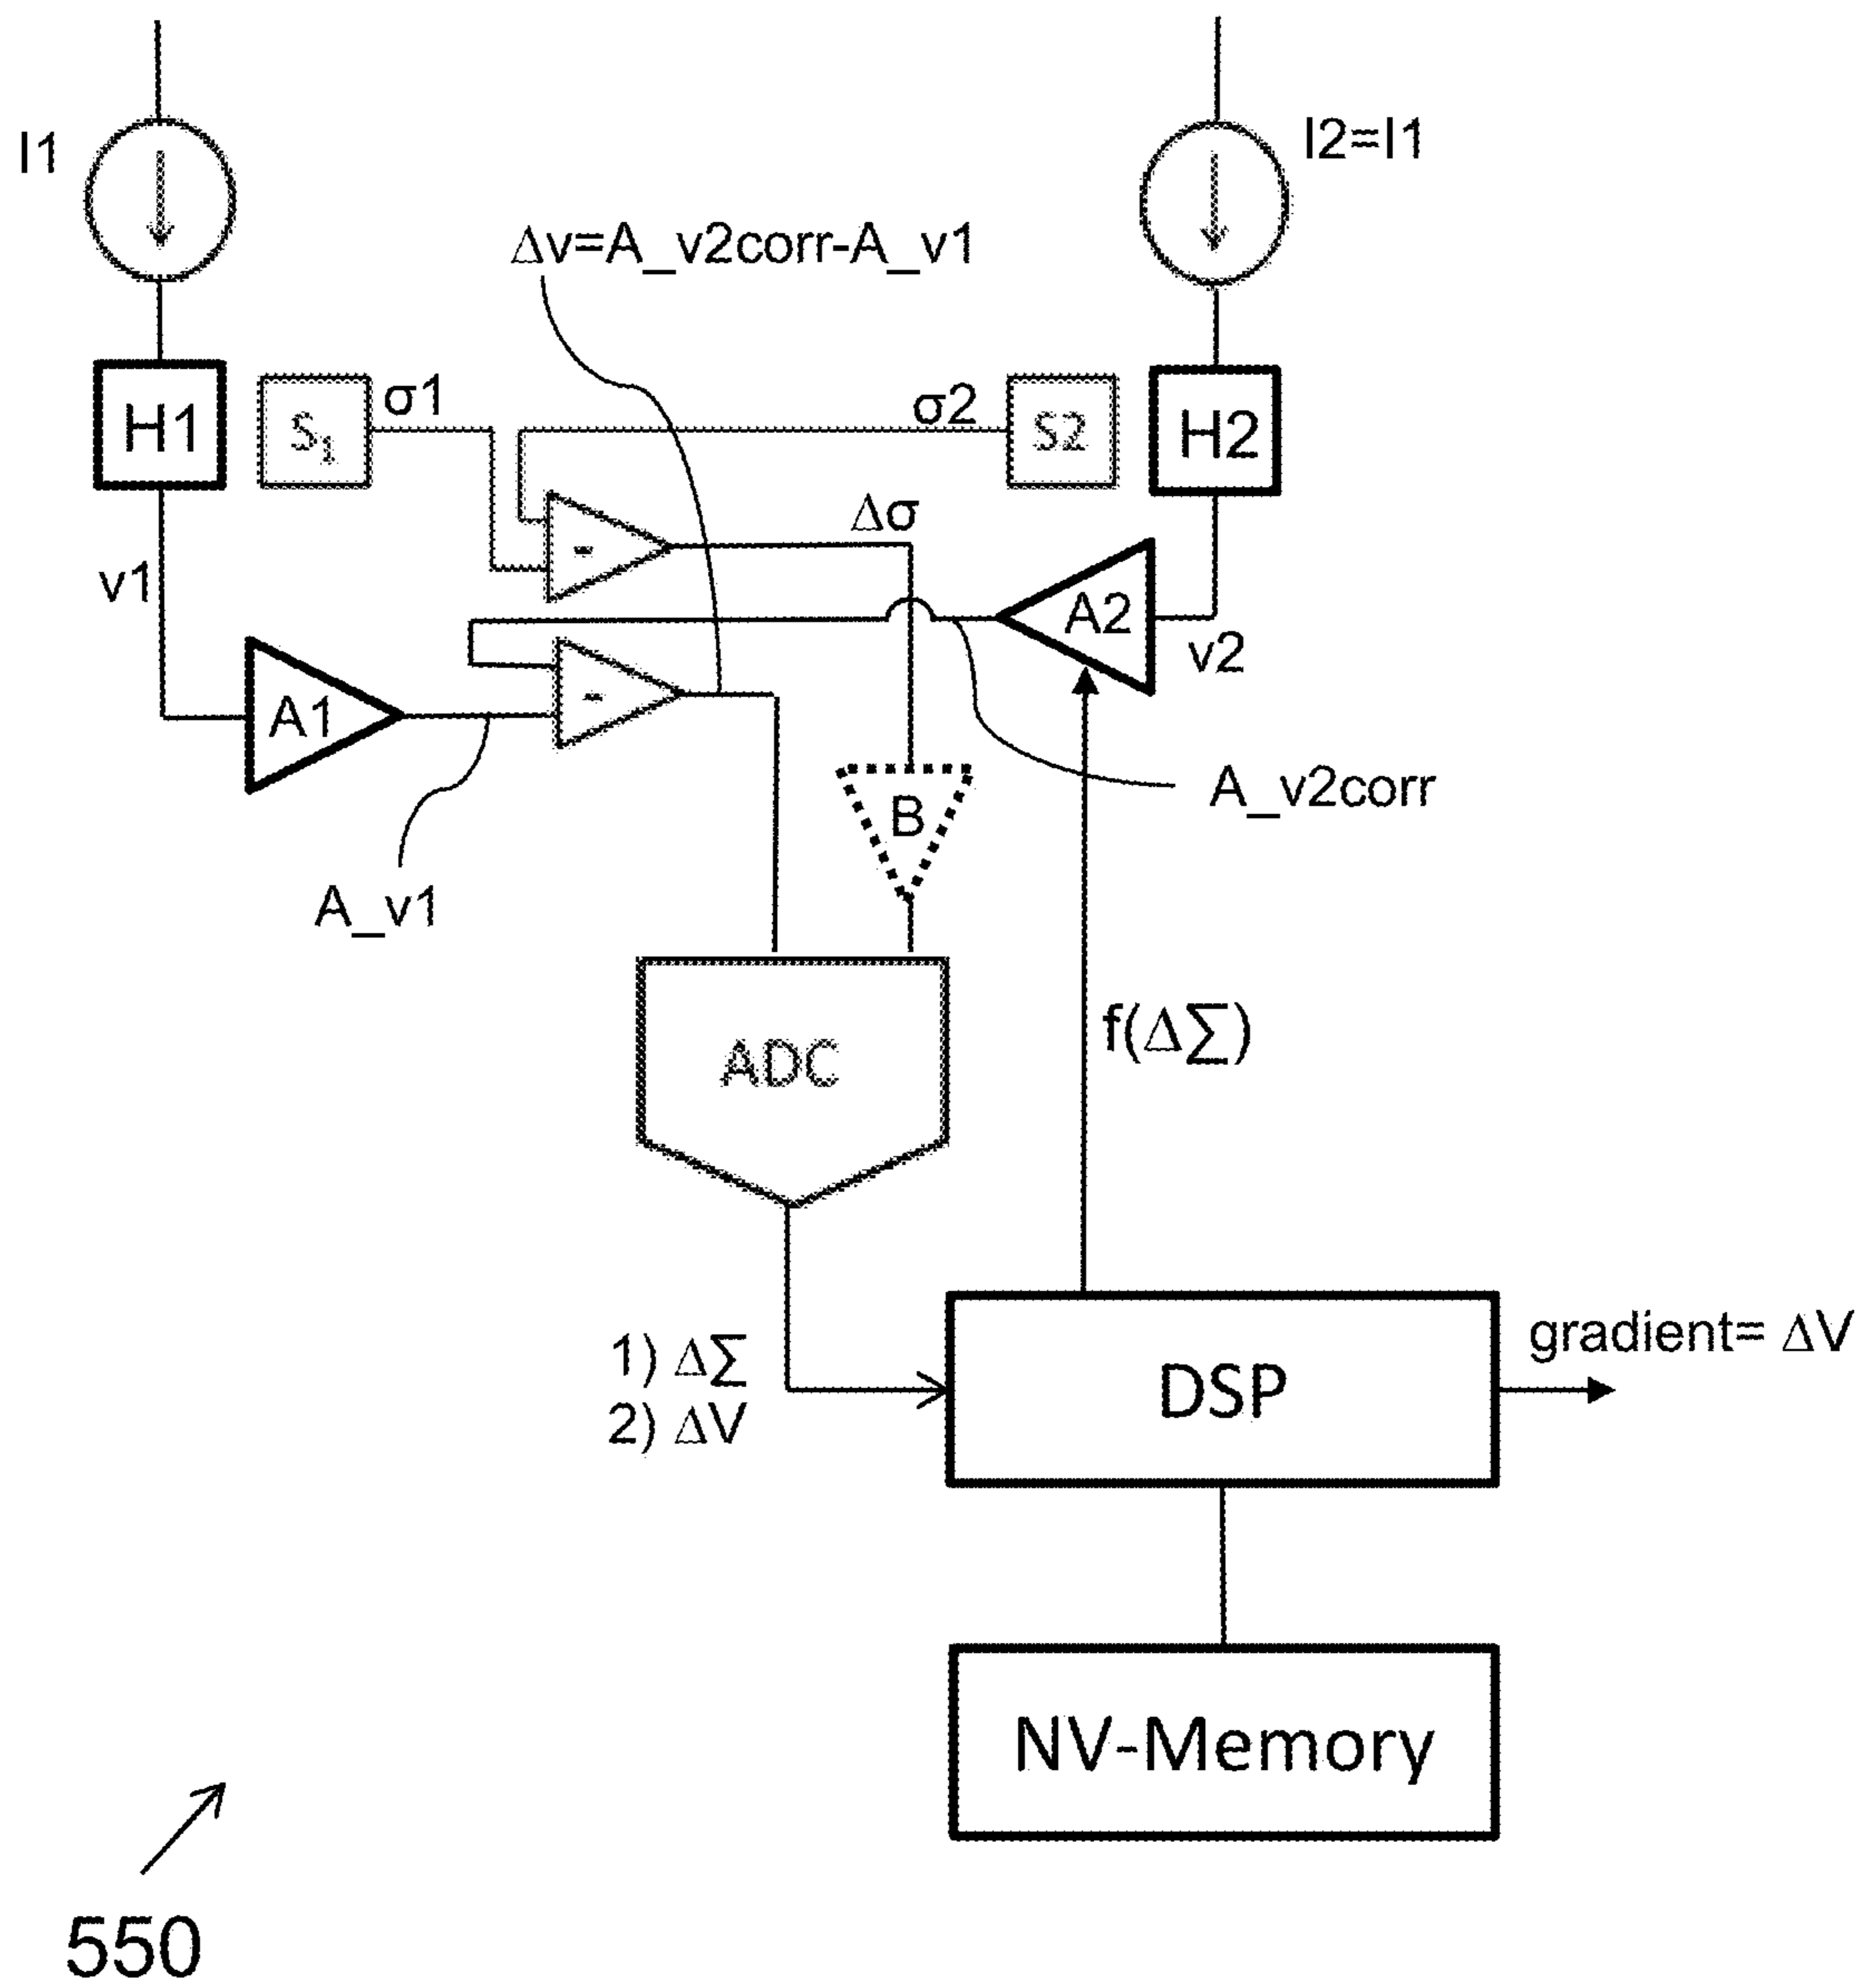 I1
I2=I1
Δv=A_v2corr-A_v1
H1
S₁
σ1
σ2
S2
H2
Δσ
v1
-
A2
v2
A1
-
B
A_v2corr
A_v1
ADC
f(Δ∑)
1) Δ∑
2) ΔV
DSP
gradient= ΔV
NV-Memory
550